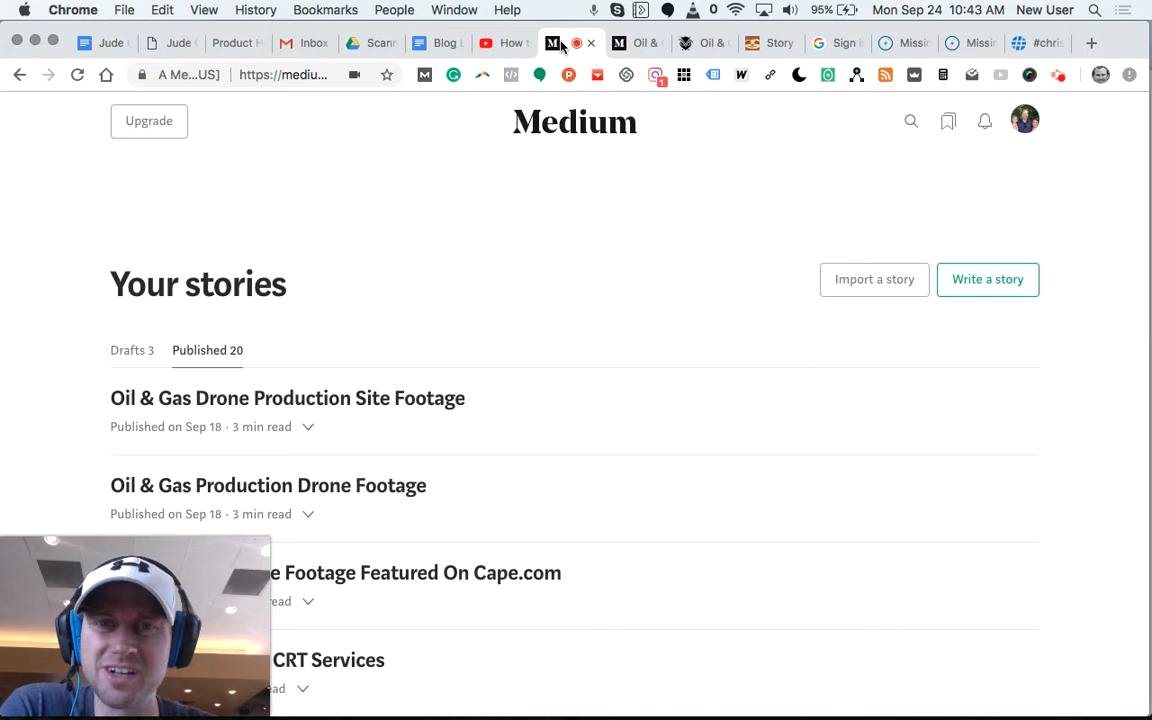 Chrome File Edit View History Bookmarks People Window Help 0 95% Mon Sep 24 10:43 AM New User
Jude Jude Product H Inbox Scann Blog How t Oil & Oil & Story Sign i Missin Missin #chris
A Me...US] https://mediu... M P W 1
Upgrade Medium
Your stories Import a story Write a story
Drafts 3 Published 20
Oil & Gas Drone Production Site Footage
Published on Sep 18 · 3 min read
Oil & Gas Production Drone Footage
Published on Sep 18 · 3 min read
Footage Featured On Cape.com
ead
CRT Services
ead